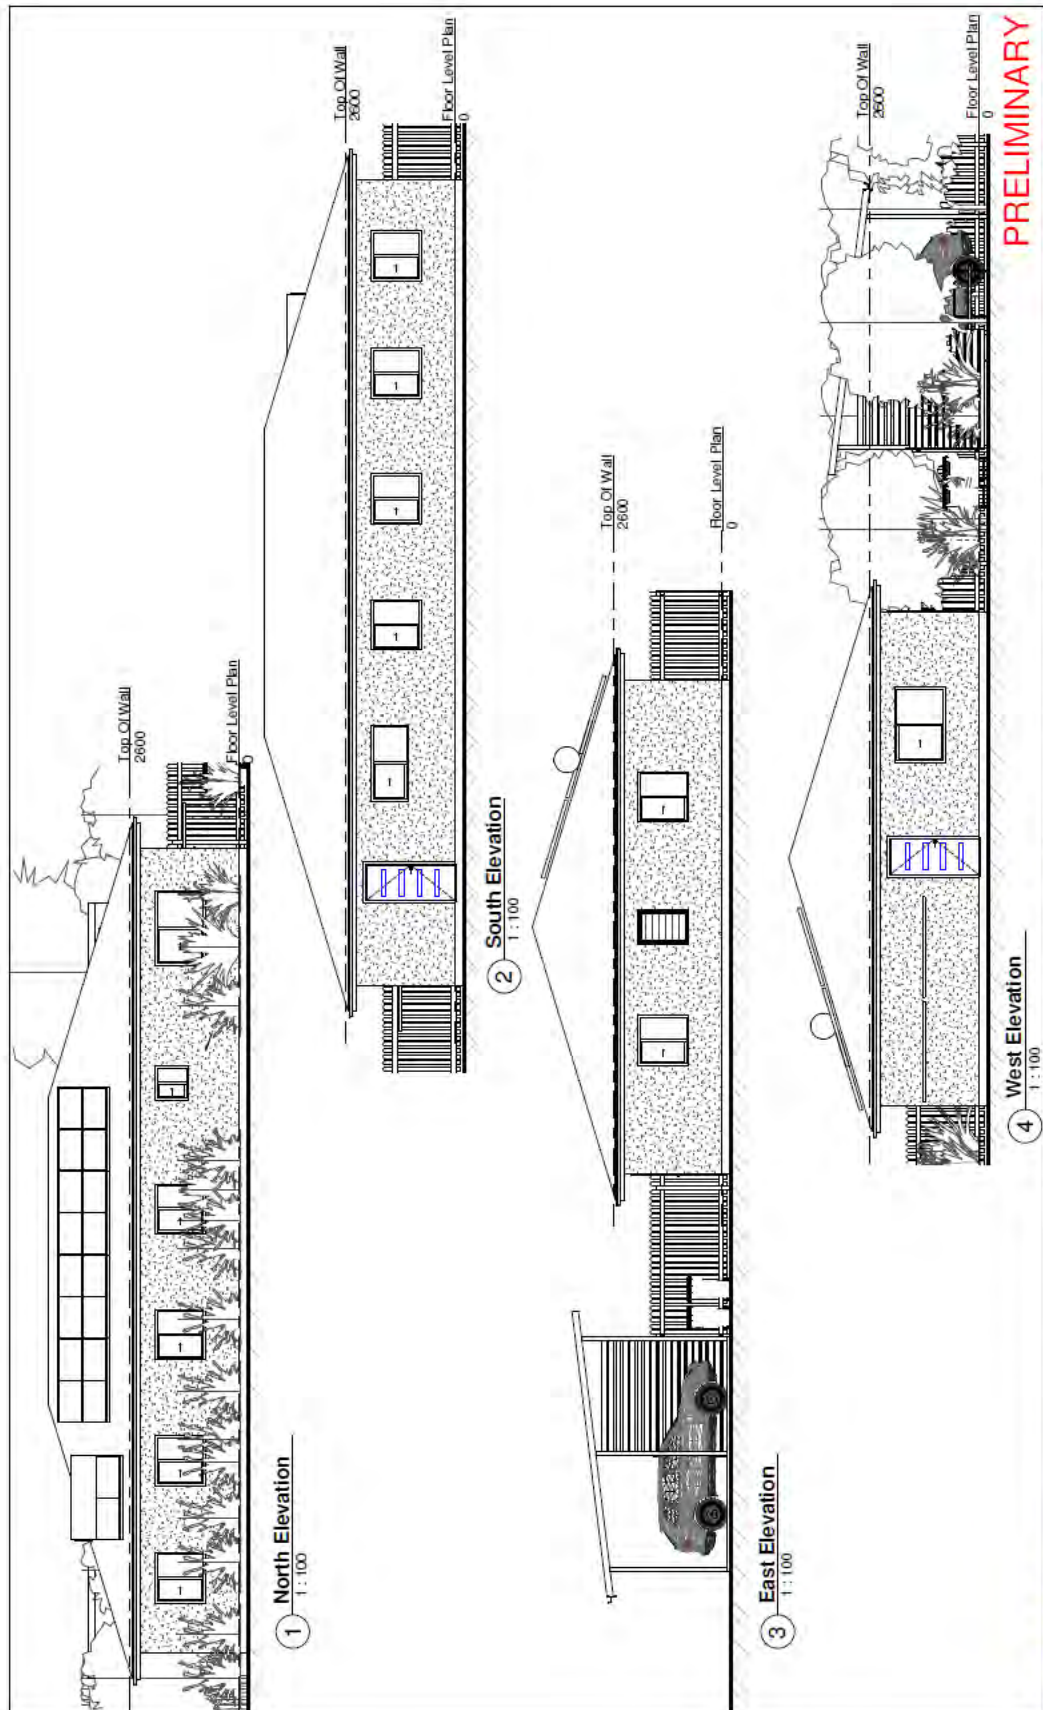 1
North Elevation
1 : 100
Top Of Wall
2600
Floor Level Plan
0
2
South Elevation
1 : 100
Top Of Wall
2600
Floor Level Plan
0
3
East Elevation
1 : 100
Top Of Wall
2600
Floor Level Plan
0
4
West Elevation
1 : 100
Top Of Wall
2600
Floor Level Plan
0
PRELIMINARY